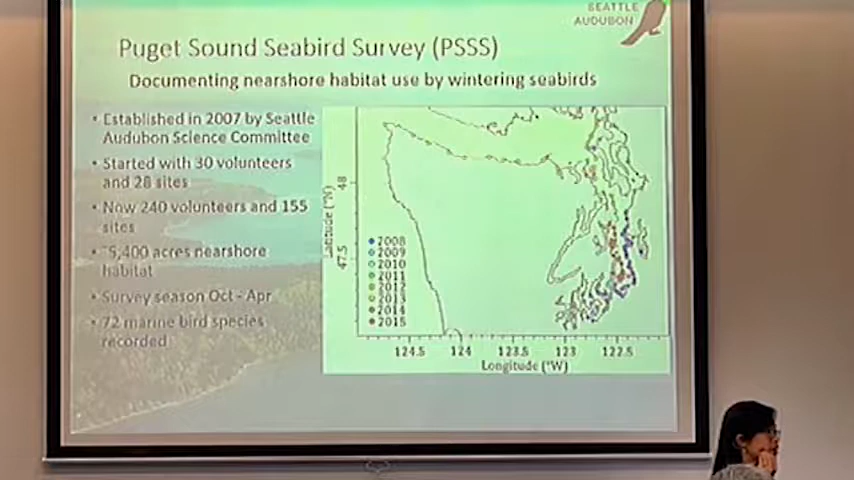 SEATTLE
AUDUBON
Puget Sound Seabird Survey (PSSS)
Documenting nearshore habitat use by wintering seabirds
• Established in 2007 by Seattle
Audubon Science Committee
• Started with 30 volunteers
and 28 sites
• Now 240 volunteers and 155
sites
• ~5,400 acres nearshore
habitat
• Survey season Oct - Apr
• 72 marine bird species
recorded
Latitude (°N)
48
47.5
2008
2009
2010
2011
2012
2013
2014
2015
124.5 124 123.5 123 122.5
Longitude (°W)